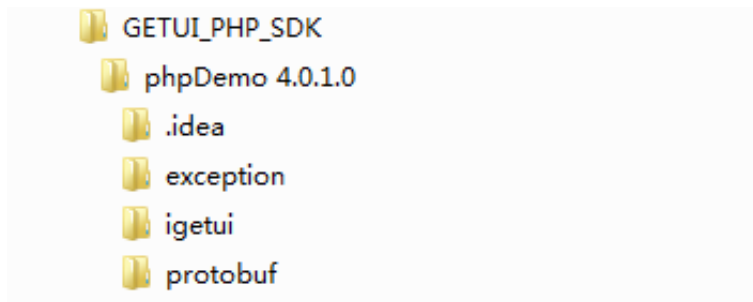 GETUI_PHP_SDK
phpDemo 4.0.1.0
.idea
exception
igetui
protobuf